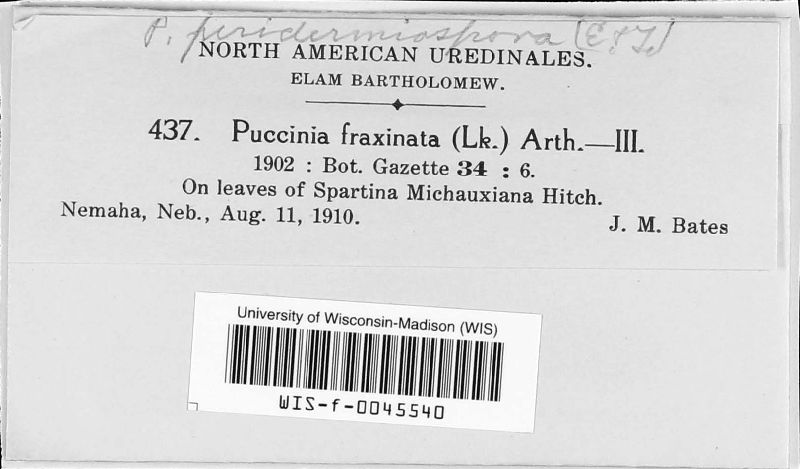 P. peridermiospora (E & T)
NORTH AMERICAN UREDINALES.
ELAM BARTHOLOMEW.
437. Puccinia fraxinata (Lk.) Arth.—III.
1902 : Bot. Gazette 34 : 6.
On leaves of Spartina Michauxiana Hitch.
Nemaha, Neb., Aug. 11, 1910. J. M. Bates
University of Wisconsin-Madison (WIS)
WIS-f-0045540